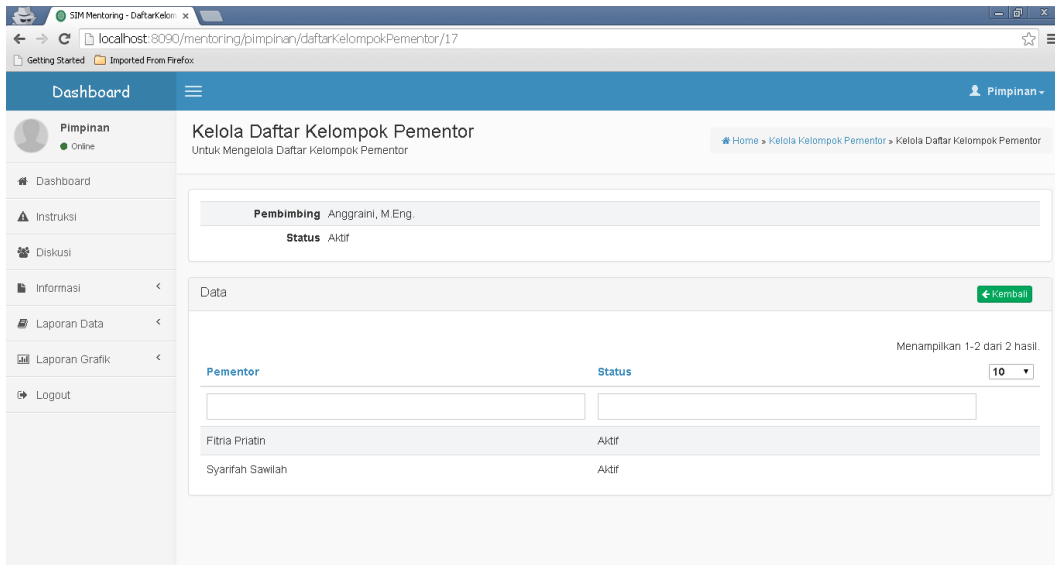 SIM Mentoring - DaftarKelom
localhost:8090/mentoring/pimpinan/daftarKelompokPementor/17
Getting Started Imported From Firefox
Dashboard
Pimpinan
Pimpinan
Online
Dashboard
Instruksi
Diskusi
Informasi
Laporan Data
Laporan Grafik
Logout
Kelola Daftar Kelompok Pementor
Untuk Mengelola Daftar Kelompok Pementor
Home » Kelola Kelompok Pementor » Kelola Daftar Kelompok Pementor
Pembimbing Anggraini, M.Eng.
Status Aktif
Data
Kembali
Menampilkan 1-2 dari 2 hasil.
Pementor Status 10
Fitria Priatin Aktif
Syarifah Sawilah Aktif